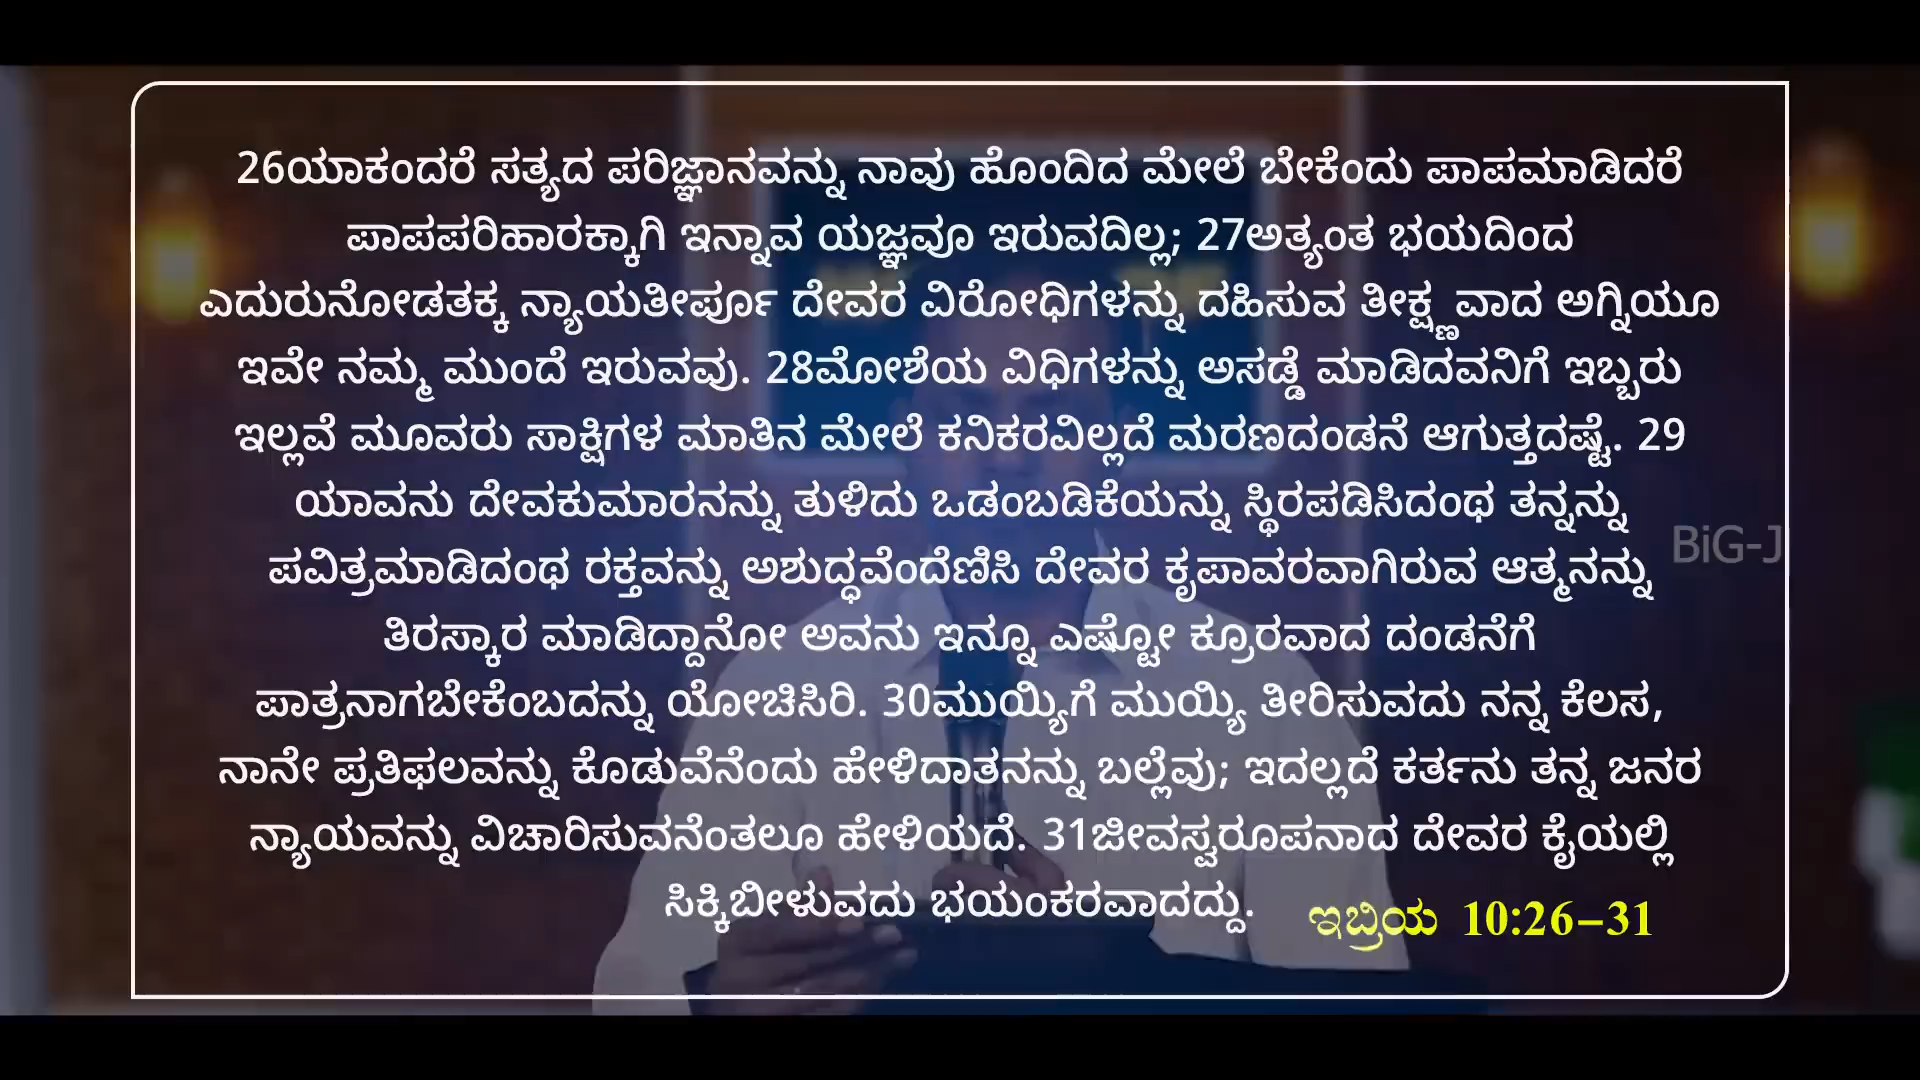 26ಯಾಕಂದರೆ ಸತ್ಯದ ಪರಿಜ್ಞಾನವನ್ನು ನಾವು ಹೊಂದಿದ ಮೇಲೆ ಬೇಕೆಂದು ಪಾಪಮಾಡಿದರೆ
ಪಾಪಪರಿಹಾರಕ್ಕಾಗಿ ಇನ್ನಾವ ಯಜ್ಞವೂ ಇರುವದಿಲ್ಲ; 27ಅತ್ಯಂತ ಭಯದಿಂದ
ಎದುರುನೋಡತಕ್ಕ ನ್ಯಾಯತೀರ್ಪೂ ದೇವರ ವಿರೋಧಿಗಳನ್ನು ದಹಿಸುವ ತೀಕ್ಷ್ಣವಾದ ಅಗ್ನಿಯೂ
ಇವೇ ನಮ್ಮ ಮುಂದೆ ಇರುವವು. 28ಮೋಶೆಯ ವಿಧಿಗಳನ್ನು ಅಸಡ್ಡೆ ಮಾಡಿದವನಿಗೆ ಇಬ್ಬರು
ಇಲ್ಲವೆ ಮೂವರು ಸಾಕ್ಷಿಗಳ ಮಾತಿನ ಮೇಲೆ ಕನಿಕರವಿಲ್ಲದೆ ಮರಣದಂಡನೆ ಆಗುತ್ತದಷ್ಟೆ. 29
ಯಾವನು ದೇವಕುಮಾರನನ್ನು ತುಳಿದು ಒಡಂಬಡಿಕೆಯನ್ನು ಸ್ಥಿರಪಡಿಸಿದಂಥ ತನ್ನನ್ನು
ಪವಿತ್ರಮಾಡಿದಂಥ ರಕ್ತವನ್ನು ಅಶುದ್ಧವೆಂದೆಣಿಸಿ ದೇವರ ಕೃಪಾವರವಾಗಿರುವ ಆತ್ಮನನ್ನು
ತಿರಸ್ಕಾರ ಮಾಡಿದ್ದಾನೋ ಅವನು ಇನ್ನೂ ಎಷ್ಟೋ ಕ್ರೂರವಾದ ದಂಡನೆಗೆ
ಪಾತ್ರನಾಗಬೇಕೆಂಬದನ್ನು ಯೋಚಿಸಿರಿ. 30ಮುಯ್ಯಿಗೆ ಮುಯ್ಯಿ ತೀರಿಸುವದು ನನ್ನ ಕೆಲಸ,
ನಾನೇ ಪ್ರತಿಫಲವನ್ನು ಕೊಡುವೆನೆಂದು ಹೇಳಿದಾತನನ್ನು ಬಲ್ಲೆವು; ಇದಲ್ಲದೆ ಕರ್ತನು ತನ್ನ ಜನರ
ನ್ಯಾಯವನ್ನು ವಿಚಾರಿಸುವನೆಂತಲೂ ಹೇಳಿಯದೆ. 31ಜೀವಸ್ವರೂಪನಾದ ದೇವರ ಕೈಯಲ್ಲಿ
ಸಿಕ್ಕಿಬೀಳುವದು ಭಯಂಕರವಾದದ್ದು.
ಇಬ್ರಿಯ 10:26-31
BiG-J